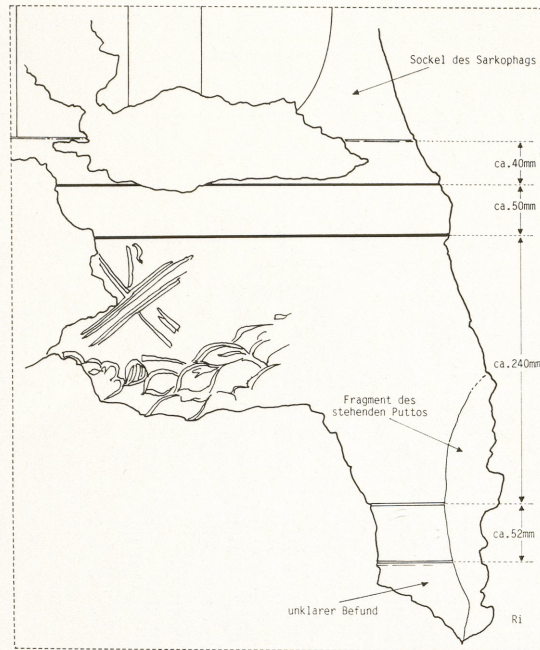 Sockel des Sarkophags
ca.40mm
ca.50mm
ca.240mm
Fragment des
stehenden Puttos
ca.52mm
unklarer Befund
Ri